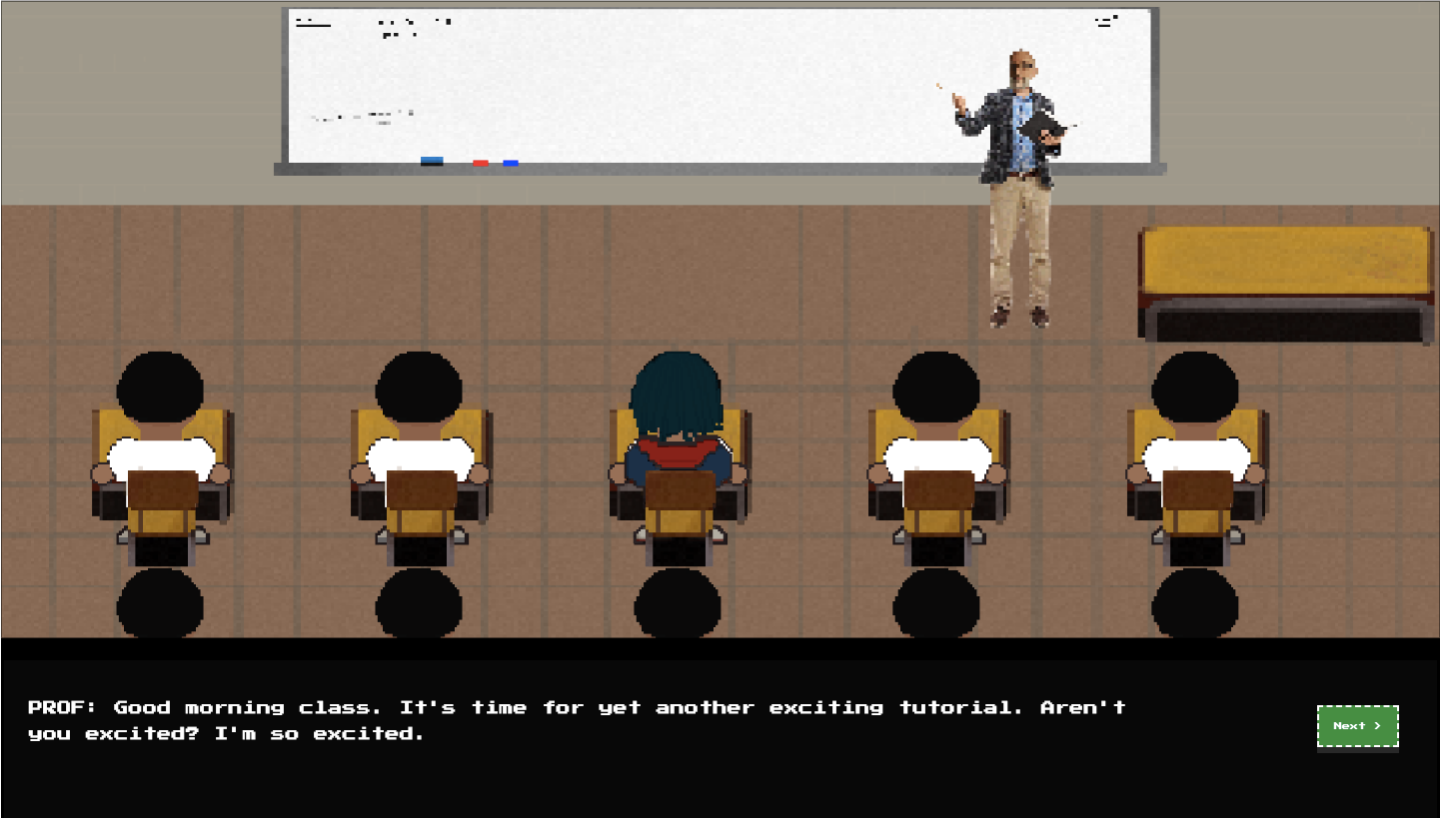 PROF: Good morning class. It's time for yet another exciting tutorial. Aren't
you excited? I'm so excited.
Next >